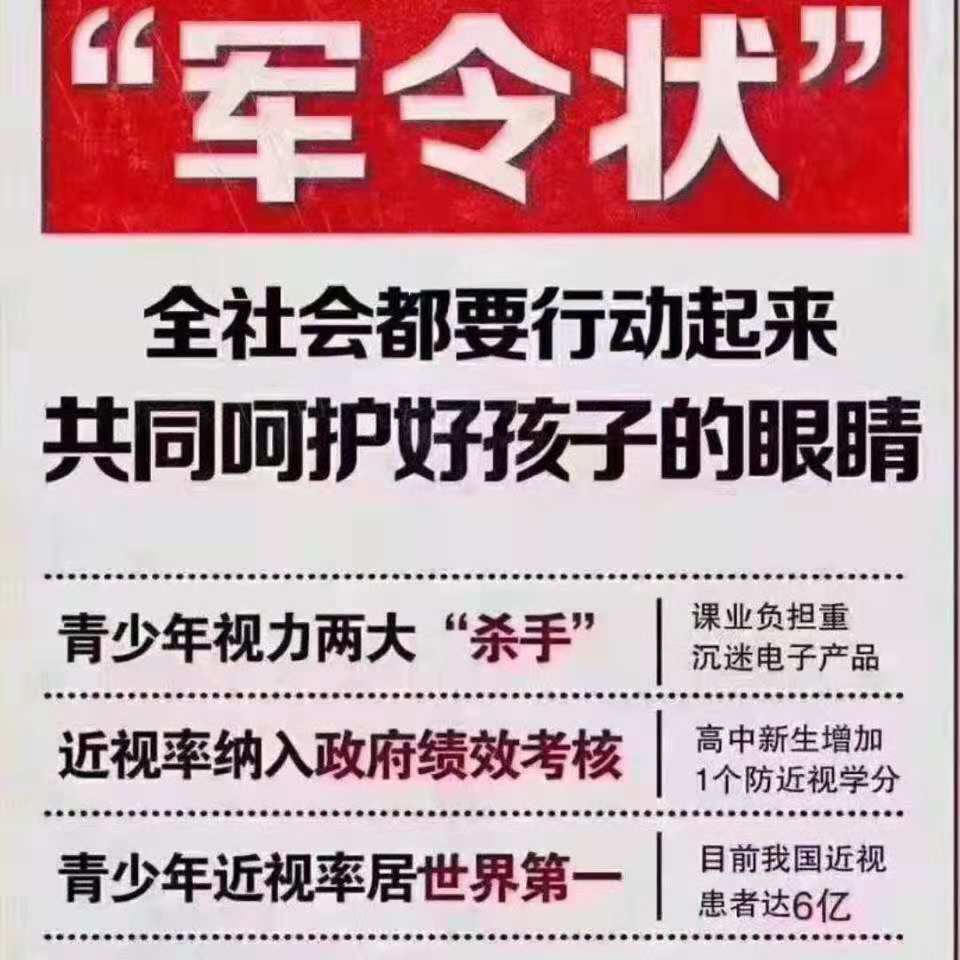 “军令状”
全社会都要行动起来
共同呵护好孩子的眼睛
青少年视力两大“杀手”
课业负担重
沉迷电子产品
近视率纳入政府绩效考核
高中新生增加
1个防近视学分
青少年近视率居世界第一
目前我国近视
患者达6亿